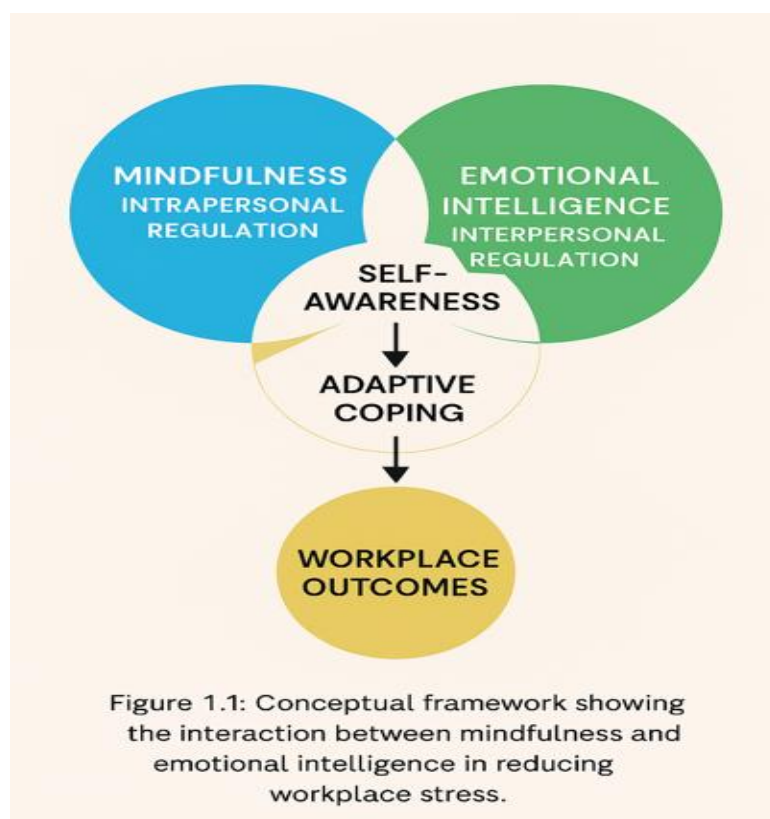 MINDFULNESS
INTRAPERSONAL
REGULATION
EMOTIONAL
INTELLIGENCE
INTERPERSONAL
REGULATION
SELF-
AWARENESS
ADAPTIVE
COPING
WORKPLACE
OUTCOMES
Figure 1.1: Conceptual framework showing
the interaction between mindfulness and
emotional intelligence in reducing
workplace stress.